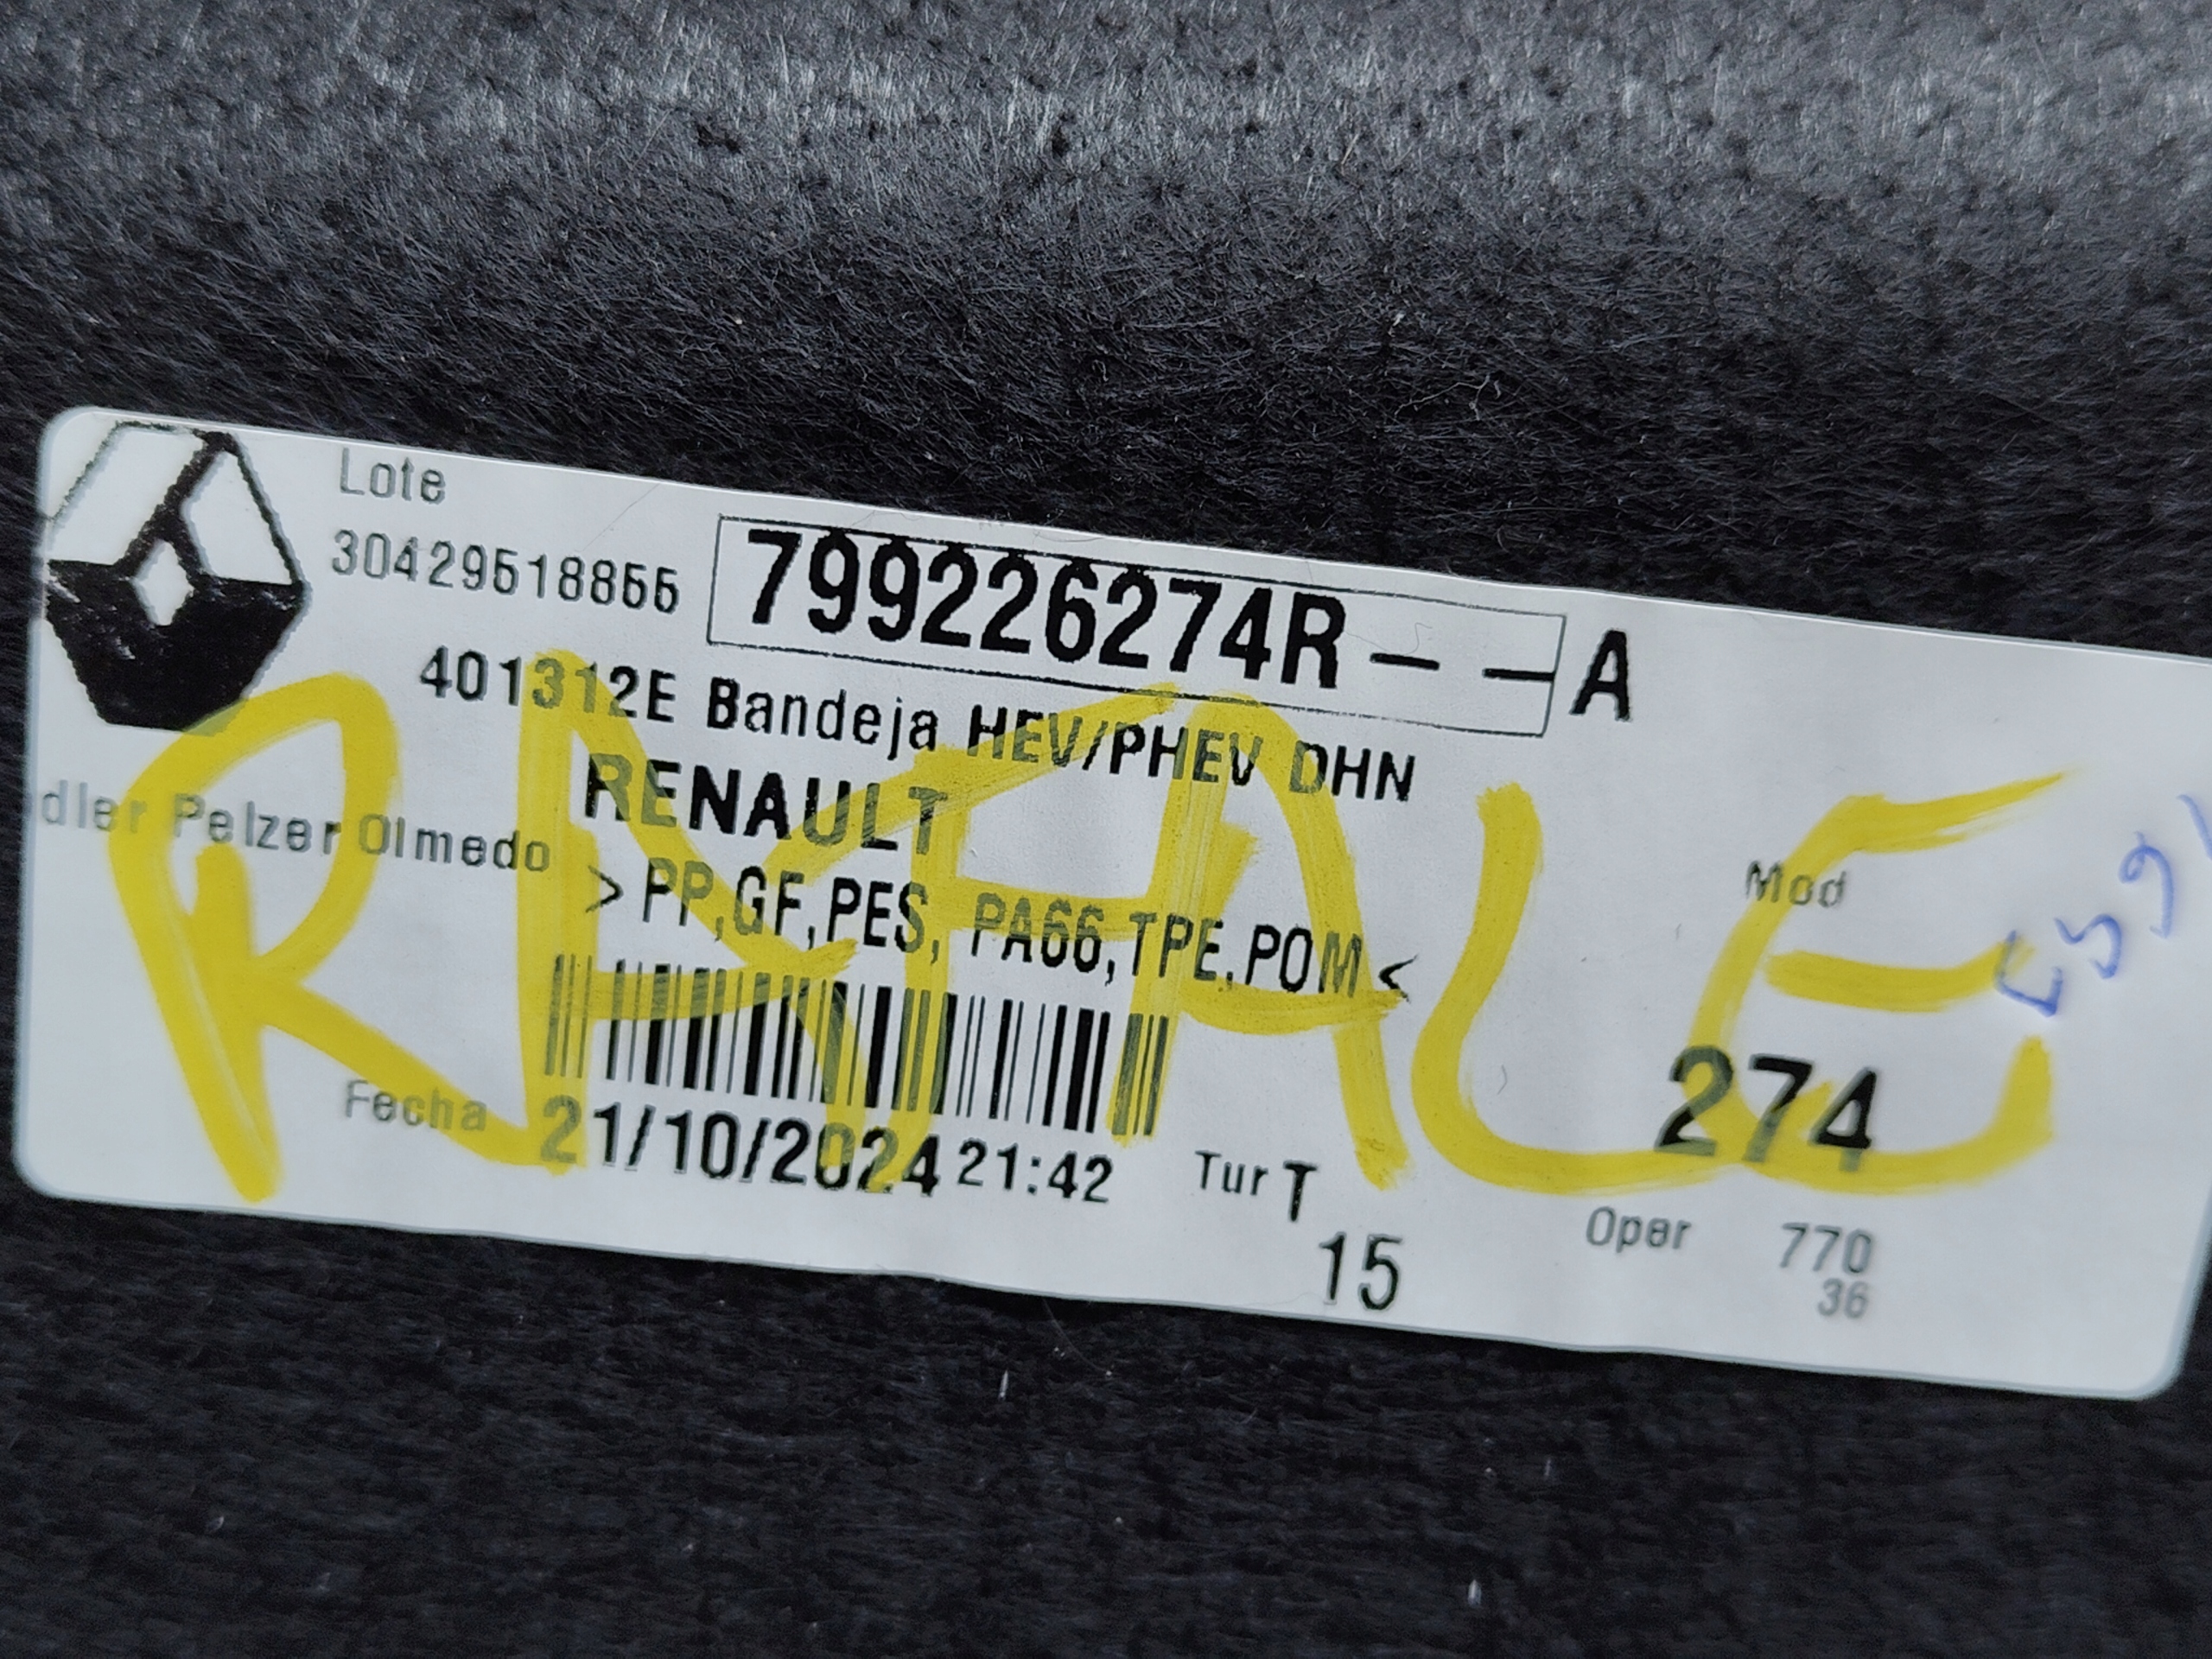 Lote
30429518855
799226274R - - A
401312E Bandeja HEV/PHEV DHN
RENAULT
dler Pelzer Olmedo
> PP,GF,PES, PA66,TPE,POM <
Mod
274
Fecha 21/10/2024 21:42
Tur T
15
Oper 770
36
RAFALE